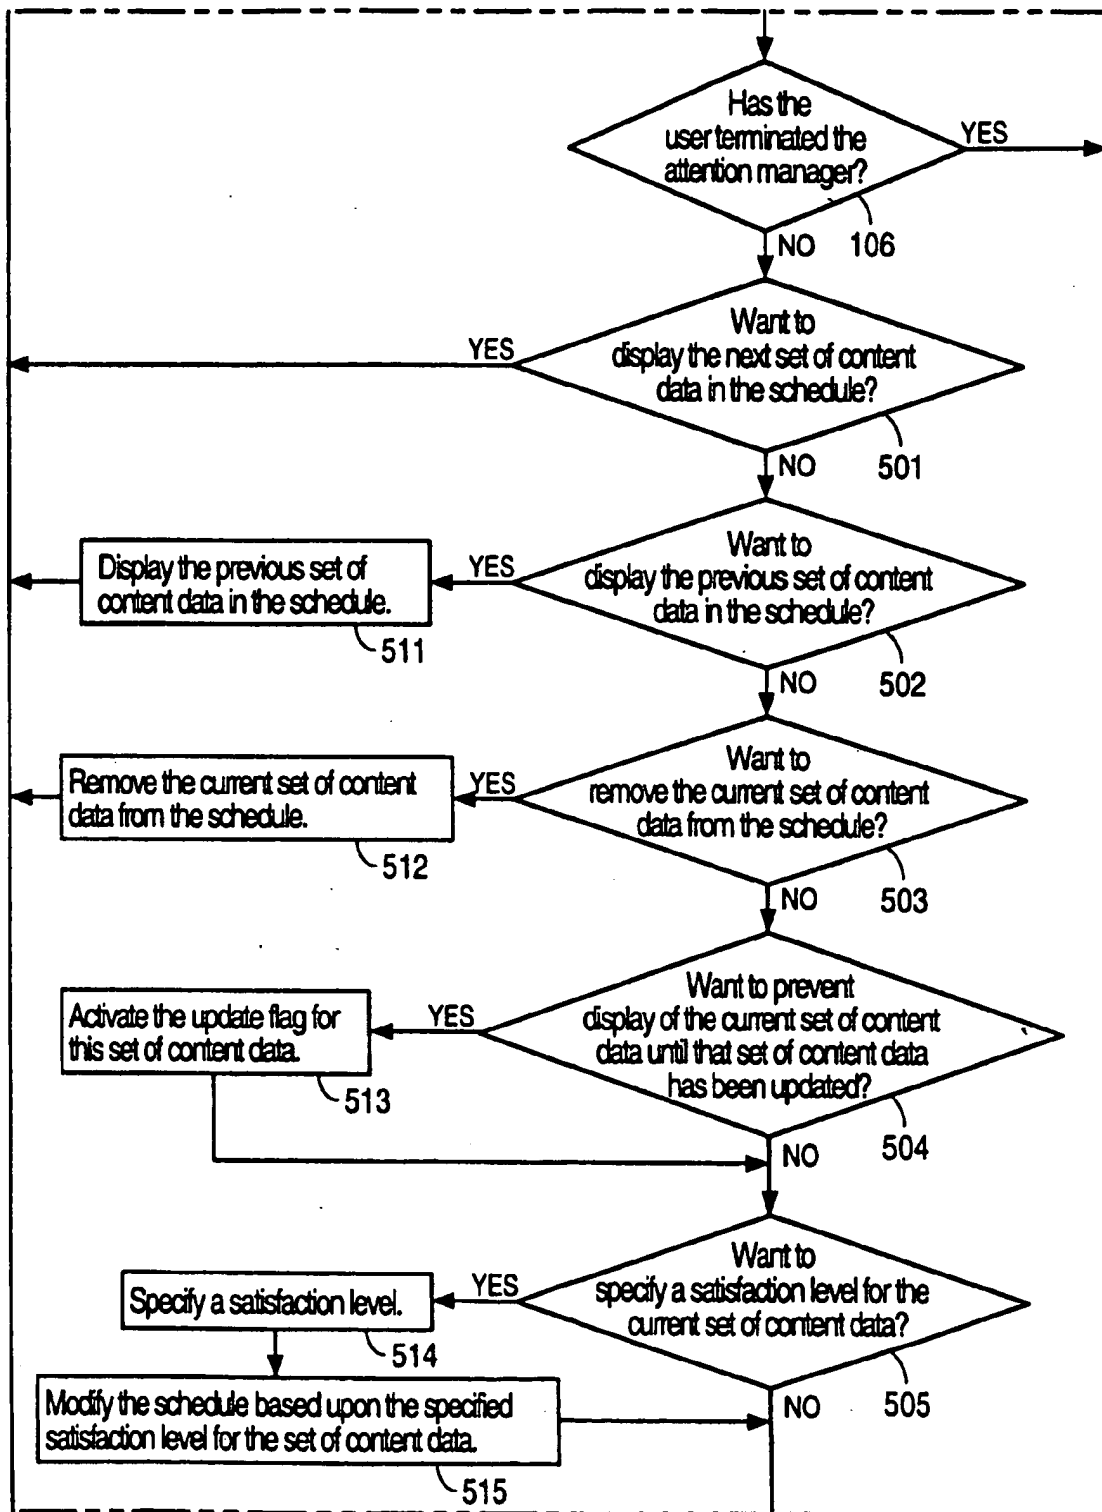 Has the
user terminated the
attention manager?
YES
NO
106
Want to
display the next set of content
data in the schedule?
YES
NO
501
Want to
display the previous set of content
data in the schedule?
YES
Display the previous set of
content data in the schedule.
511
NO
502
Want to
remove the current set of content
data from the schedule?
YES
Remove the current set of content
data from the schedule.
512
NO
503
Want to prevent
display of the current set of content
data until that set of content data
has been updated?
YES
Activate the update flag for
this set of content data.
513
NO
504
Want to
specify a satisfaction level for the
current set of content data?
YES
Specify a satisfaction level.
514
NO
505
Modify the schedule based upon the specified
satisfaction level for the set of content data.
515